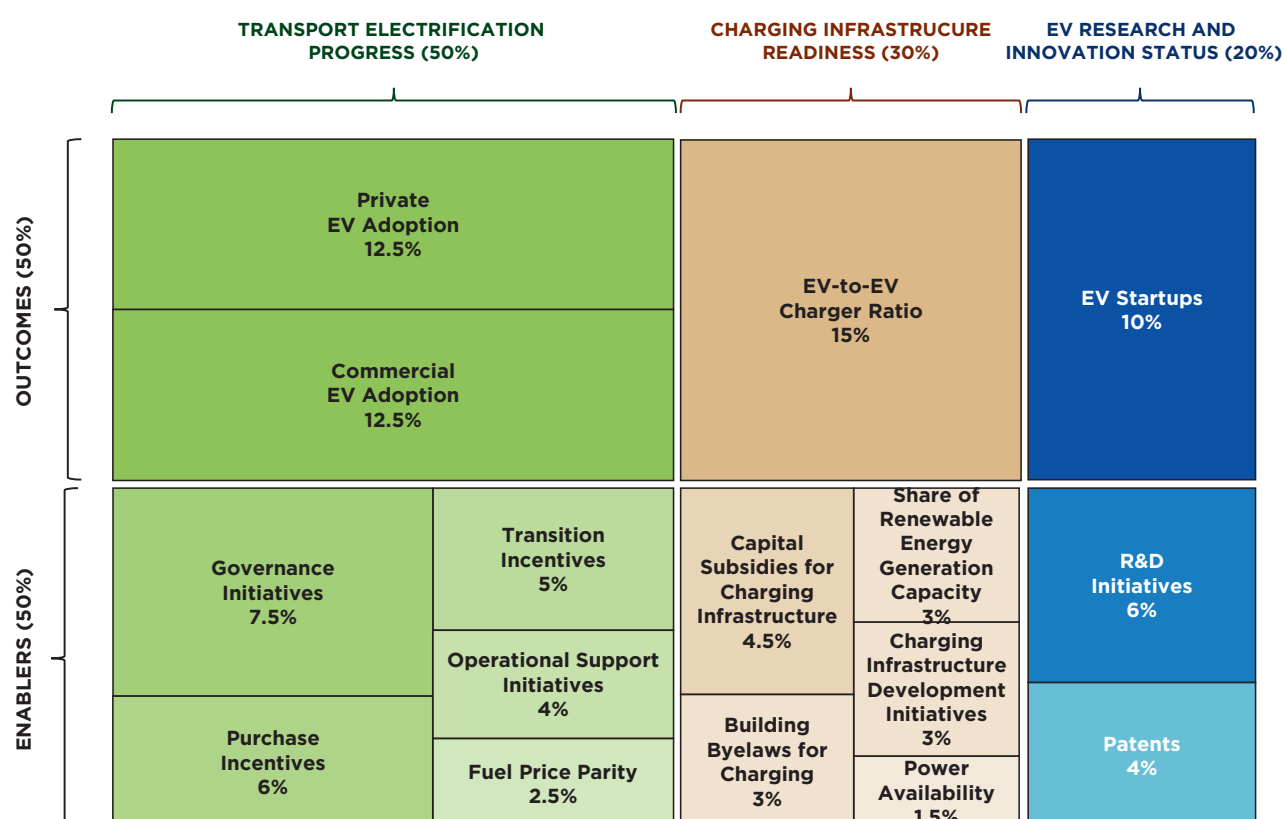 TRANSPORT ELECTRIFICATION
PROGRESS (50%)
CHARGING INFRASTRUCURE
READINESS (30%)
EV RESEARCH AND
INNOVATION STATUS (20%)
OUTCOMES (50%)
Private
EV Adoption
12.5%
Commercial
EV Adoption
12.5%
EV-to-EV
Charger Ratio
15%
EV Startups
10%
ENABLERS (50%)
Governance
Initiatives
7.5%
Purchase
Incentives
6%
Transition
Incentives
5%
Operational Support
Initiatives
4%
Fuel Price Parity
2.5%
Capital
Subsidies for
Charging
Infrastructure
4.5%
Building
Byelaws for
Charging
3%
Share of
Renewable
Energy
Generation
Capacity
3%
Charging
Infrastructure
Development
Initiatives
3%
Power
Availability
1.5%
R&D
Initiatives
6%
Patents
4%